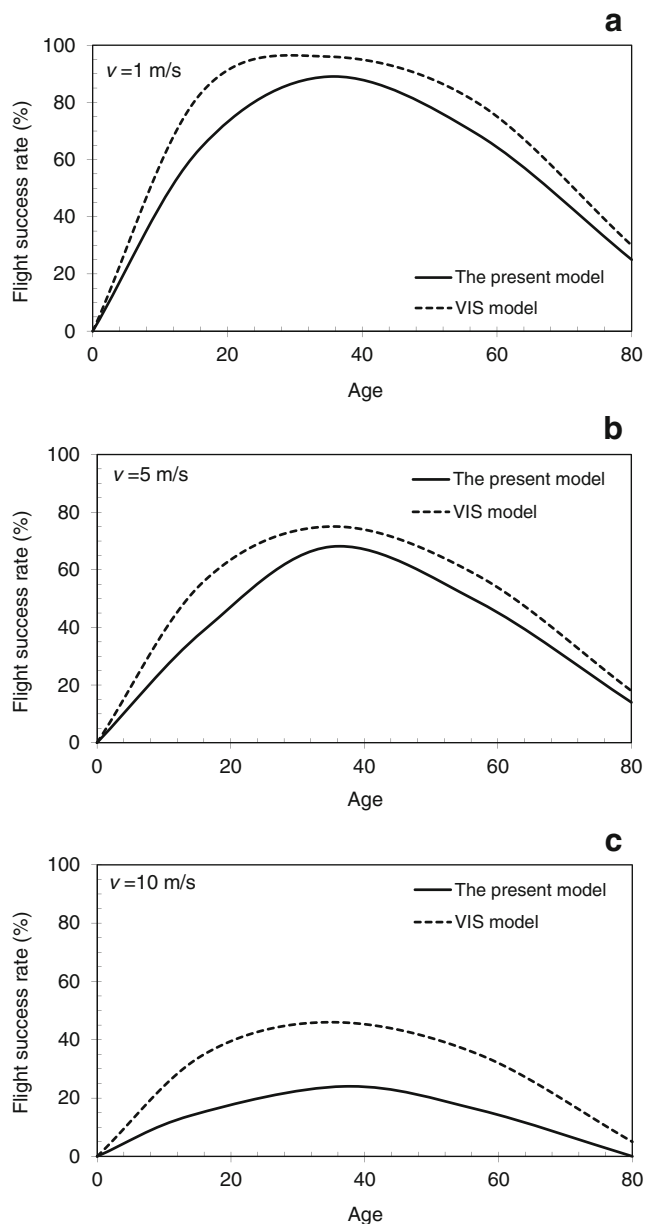 a
100
v =1 m/s
80
60
40
20
0
Flight success rate (%)
The present model
VIS model
0 20 40 60 80
Age
b
100
v =5 m/s
80
60
40
20
0
Flight success rate (%)
The present model
VIS model
0 20 40 60 80
Age
c
100
v =10 m/s
80
60
40
20
0
Flight success rate (%)
The present model
VIS model
0 20 40 60 80
Age